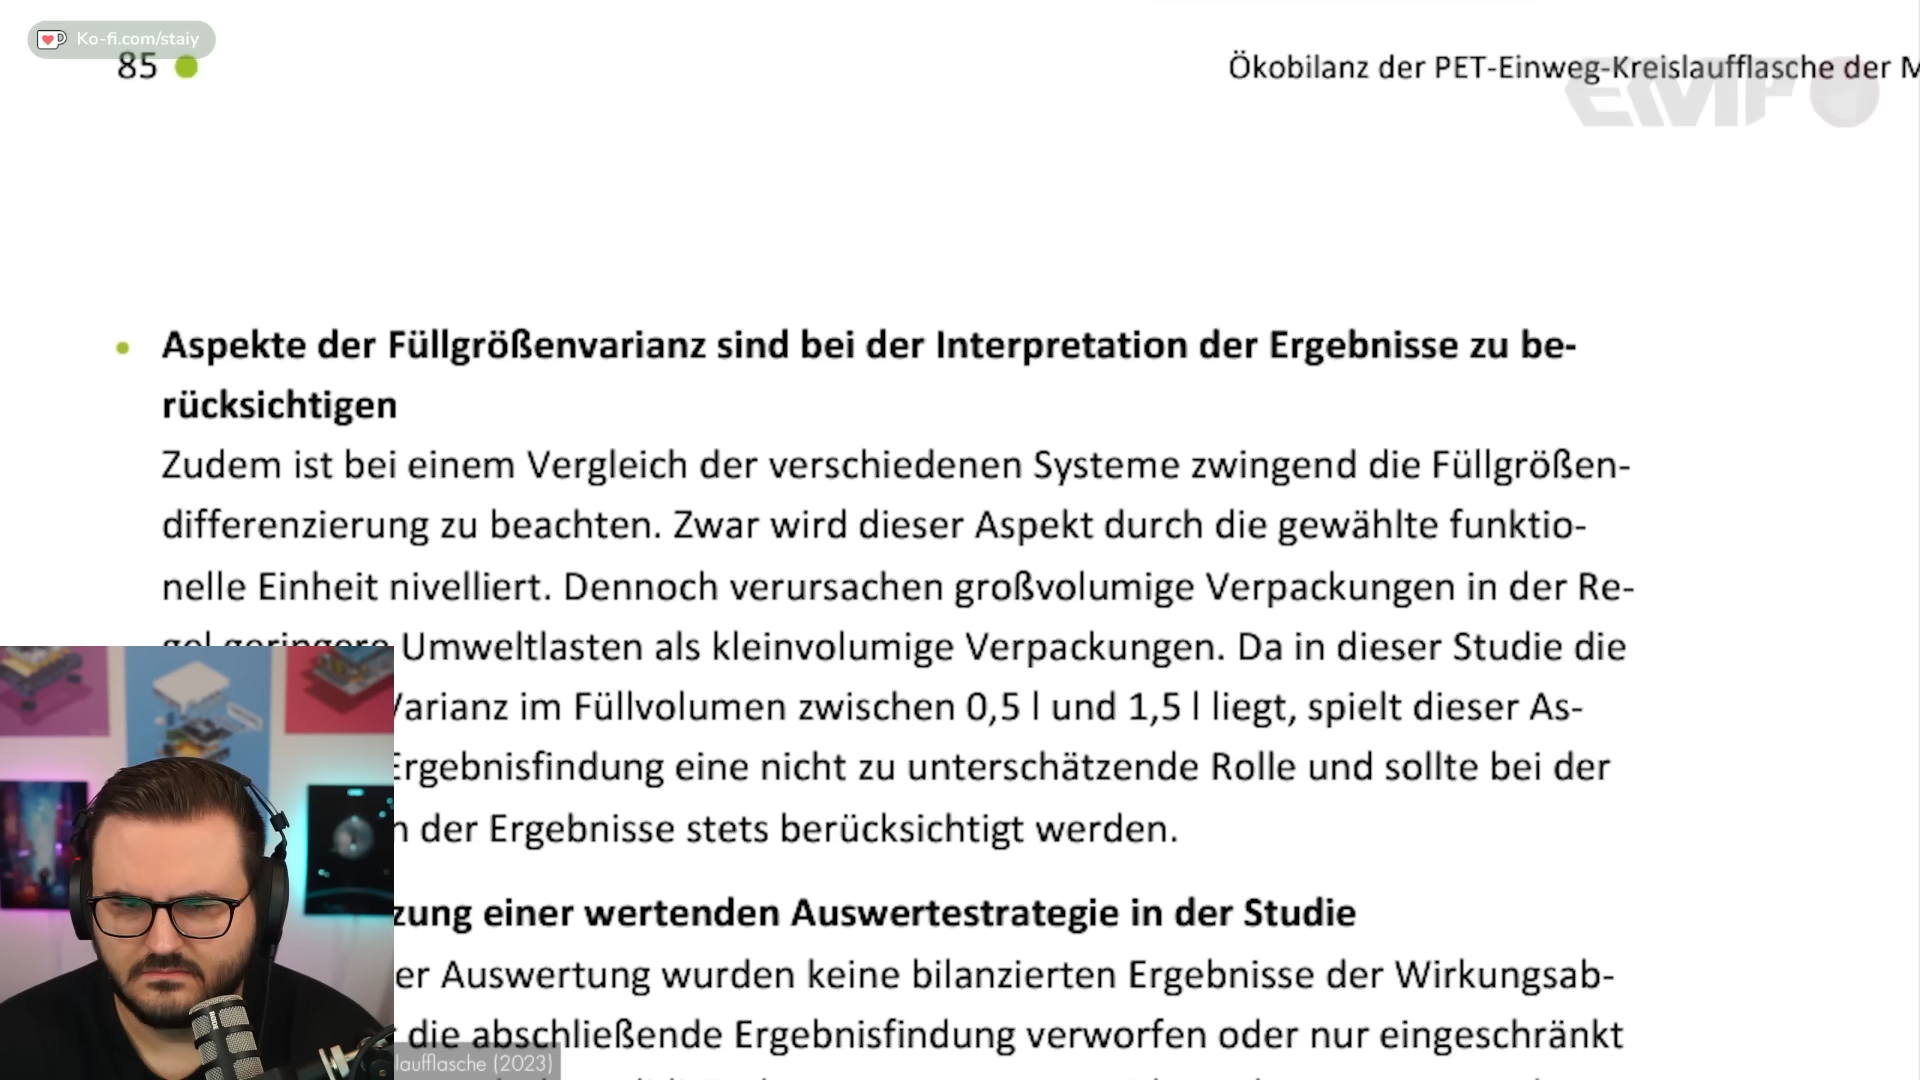 Ko-fi.com/staiy
85
Ökobilanz der PET-Einweg-Kreislaufflasche der M
EMP
Aspekte der Füllgrößenvarianz sind bei der Interpretation der Ergebnisse zu be-
rücksichtigen
Zudem ist bei einem Vergleich der verschiedenen Systeme zwingend die Füllgrößen-
differenzierung zu beachten. Zwar wird dieser Aspekt durch die gewählte funktio-
nelle Einheit nivelliert. Dennoch verursachen großvolumige Verpackungen in der Re-
gel geringere Umweltlasten als kleinvolumige Verpackungen. Da in dieser Studie die
Varianz im Füllvolumen zwischen 0,5 l und 1,5 l liegt, spielt dieser As-
Ergebnisfindung eine nicht zu unterschätzende Rolle und sollte bei der
n der Ergebnisse stets berücksichtigt werden.
zung einer wertenden Auswertestrategie in der Studie
er Auswertung wurden keine bilanzierten Ergebnisse der Wirkungsab-
die abschließende Ergebnisfindung verworfen oder nur eingeschränkt
laufflasche (2023)